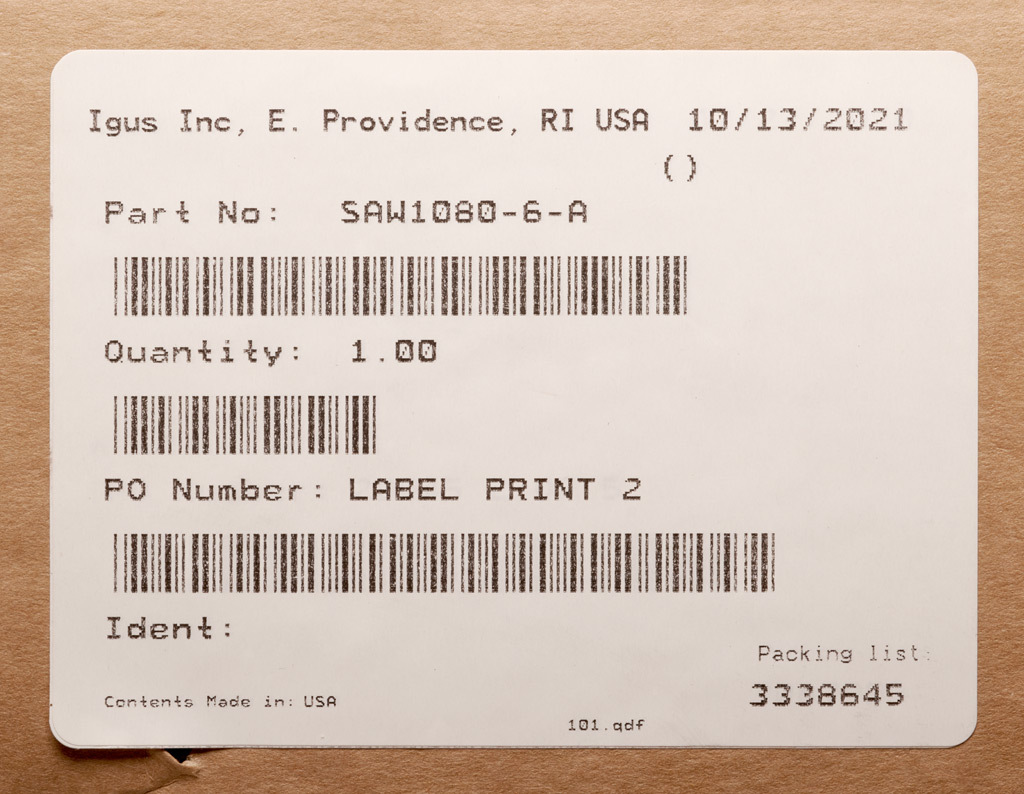 Igus Inc, E. Providence, RI USA 10/13/2021
()
Part No: SAW1080-6-A
Quantity: 1.00
PO Number: LABEL PRINT 2
Ident:
Packing list:
3338645
Contents Made in: USA
101.qdf